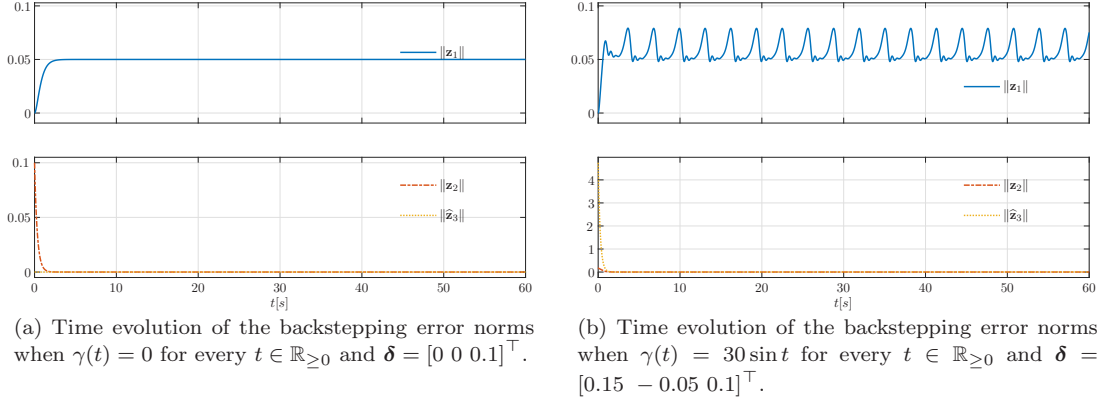 0.1
0.05
0
‖z₁‖
0.1
0.05
0
‖z₂‖
‖ẑ₃‖
0 10 20 30 40 50 60
t[s]
(a) Time evolution of the backstepping error norms
when γ(t) = 0 for every t ∈ ℝ≥0 and δ = [0 0 0.1]⊤.
0.1
0.05
0
‖z₁‖
4
3
2
1
0
‖z₂‖
‖ẑ₃‖
0 10 20 30 40 50 60
t[s]
(b) Time evolution of the backstepping error norms
when γ(t) = 30 sin t for every t ∈ ℝ≥0 and δ =
[0.15 −0.05 0.1]⊤.